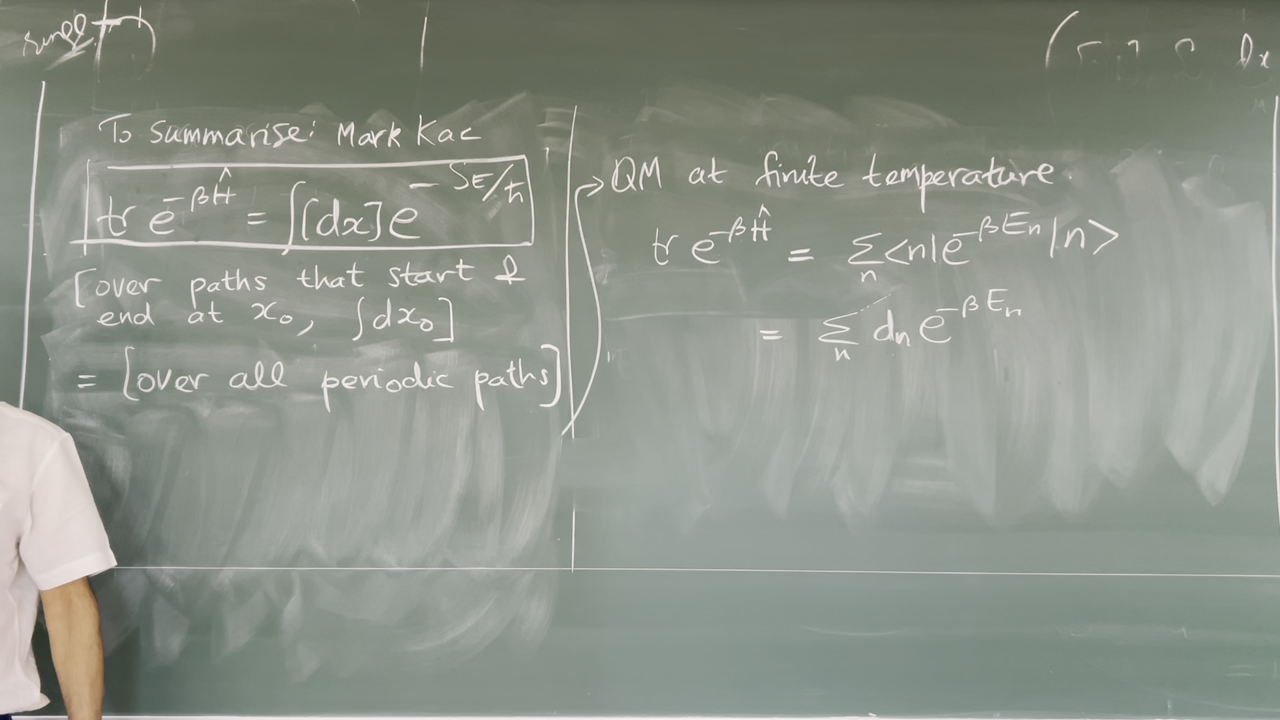 To summarise: Mark Kac
tr e^{-βĤ} = ∫[dx] e^{-S_E/ħ}
[over paths that start &
end at x₀, ∫dx₀]
= [over all periodic paths]
QM at finite temperature.
tr e^{-βĤ} = Σ_n <n|e^{-βE_n}|n>
= Σ_n d_n e^{-βE_n}